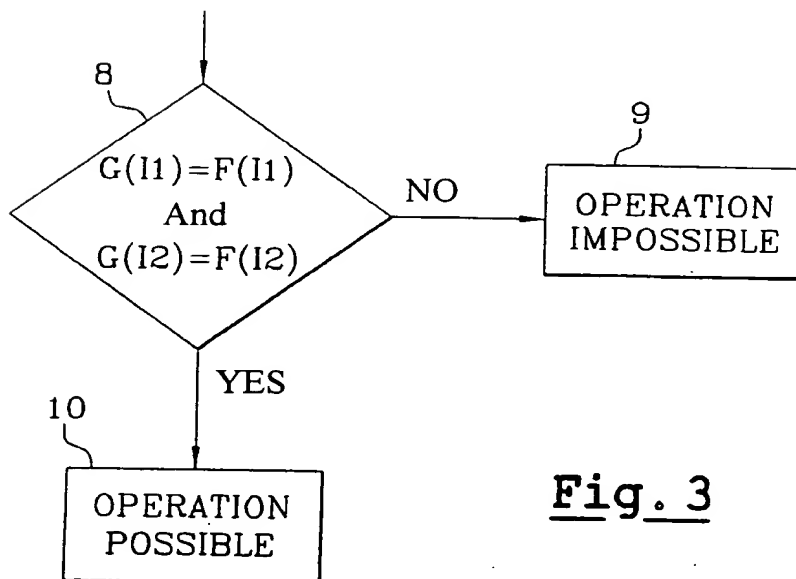 8
G(I1)=F(I1)
And
G(I2)=F(I2)
NO
9
OPERATION
IMPOSSIBLE
YES
10
OPERATION
POSSIBLE
Fig. 3